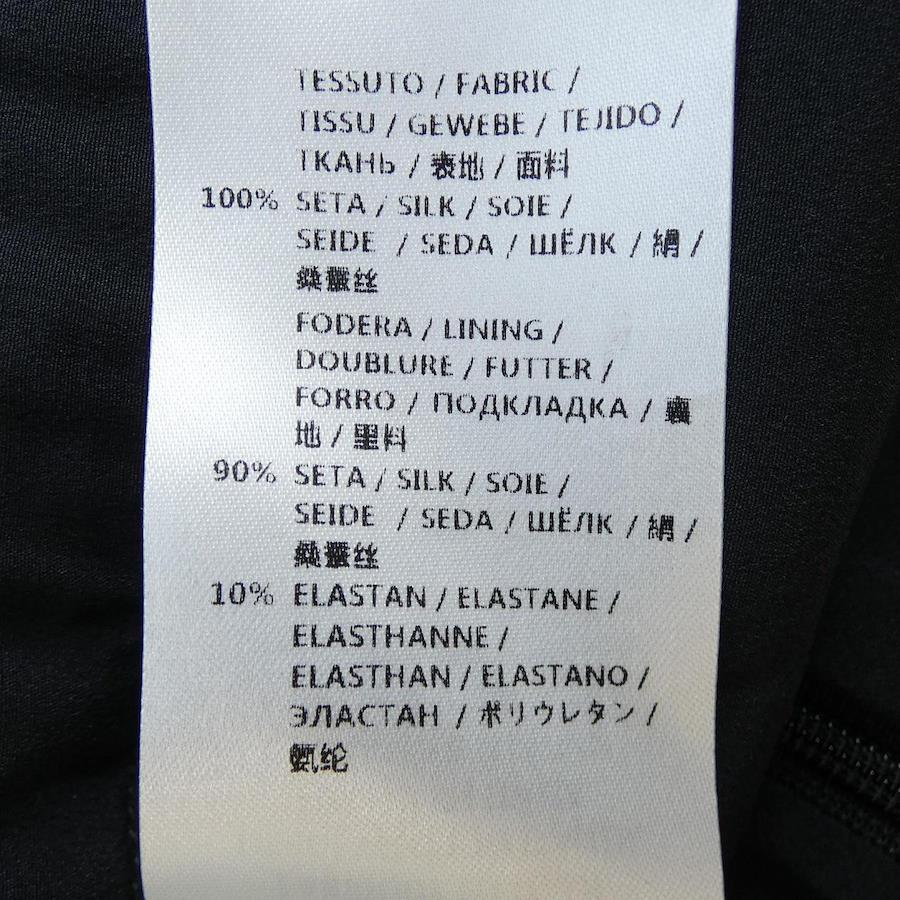 TESSUTO / FABRIC /
TISSU / GEWEBE / TEJIDO /
ТКАНЬ / 表地 / 面料
100% SETA / SILK / SOIE /
SEIDE / SEDA / ШЁЛК / 絹 /
桑蚕丝
FODERA / LINING /
DOUBLURE / FUTTER /
FORRO / ПОДКЛАДКА / 裏
地 / 里料
90% SETA / SILK / SOIE /
SEIDE / SEDA / ШЁЛК / 絹 /
桑蚕丝
10% ELASTAN / ELASTANE /
ELASTHANNE /
ELASTHAN / ELASTANO /
ЭЛАСТАН / ポリウレタン /
氨纶